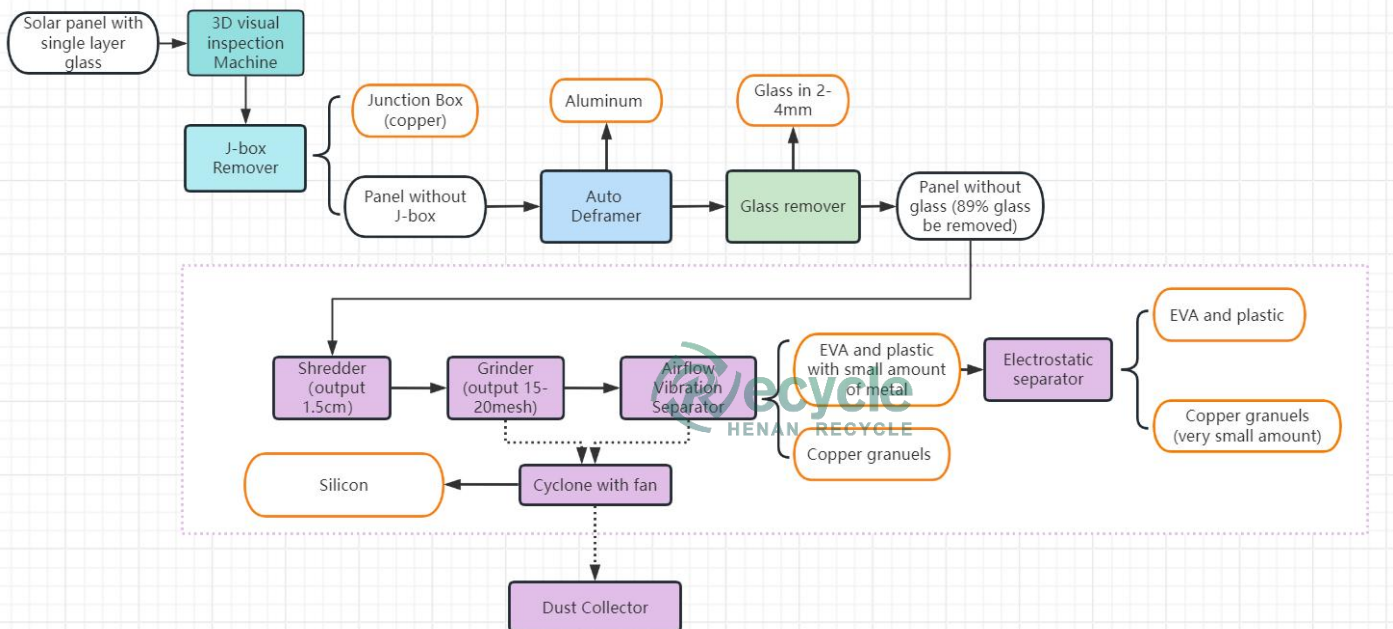 Solar panel with
single layer
glass
3D visual
inspection
Machine
J-box
Remover
Junction Box
(copper)
Panel without
J-box
Aluminum
Auto
Deframer
Glass in 2-
4mm
Glass remover
Panel without
glass (89% glass
be removed)
Shredder
(output
1.5cm)
Grinder
(output 15-
20mesh)
Airflow
Vibration
Separator
EVA and plastic
with small amount
of metal
Copper granuels
Electrostatic
separator
EVA and plastic
Copper granuels
(very small amount)
Recycle
HENAN RECYCLE
Silicon
Cyclone with fan
Dust Collector